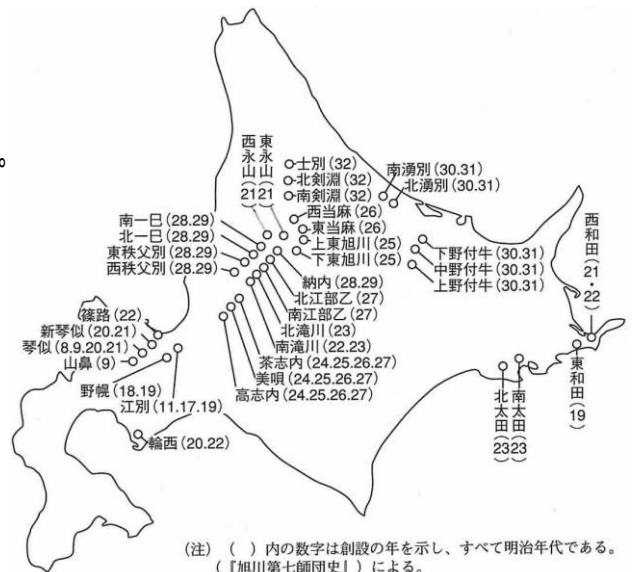 。
西永山(21)
東永山(21)
士別(32)
北剣淵(32)
南剣淵(32)
西当麻(26)
東当麻(26)
上東旭川(25)
下東旭川(25)
南湧別(30.31)
北湧別(30.31)
下野付牛(30.31)
中野付牛(30.31)
上野付牛(30.31)
西和田(21・22)
東和田(19)
南太田(23)
北太田(23)
南一巳(28.29)
北一巳(28.29)
東秩父別(28.29)
西秩父別(28.29)
納内(28.29)
北江部乙(27)
南江部乙(27)
北滝川(23)
南滝川(22.23)
茶志内(24.25.26.27)
美唄(24.25.26.27)
高志内(24.25.26.27)
篠路(22)
新琴似(20.21)
琴似(8.9.20.21)
山鼻(9)
野幌(18.19)
江別(11.17.19)
輪西(20.22)
(注) ( )内の数字は創設の年を示し、すべて明治年代である。
(『旭川第七師団史』)による。